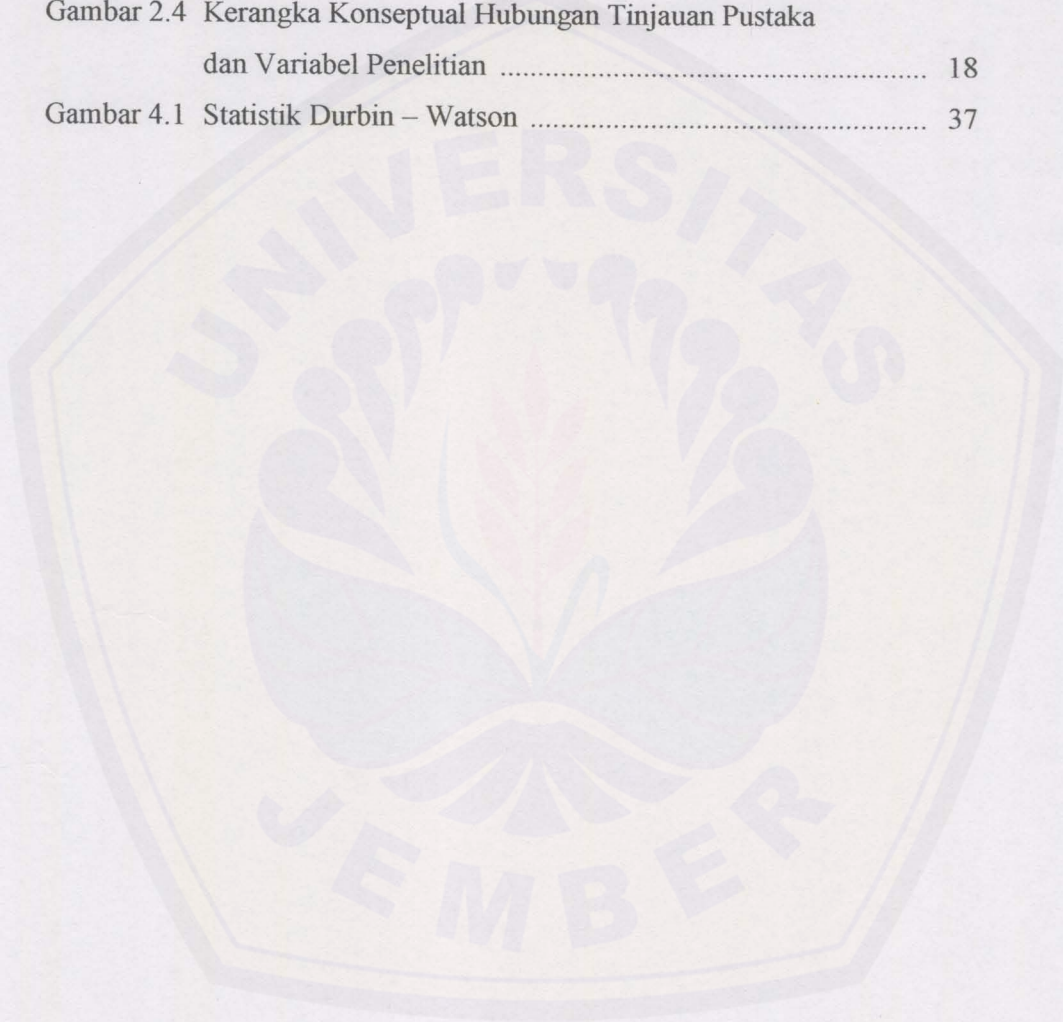 Gambar 2.4 Kerangka Konseptual Hubungan Tinjauan Pustaka
dan Variabel Penelitian ........................................................ 18
Gambar 4.1 Statistik Durbin – Watson ................................................... 37
UNIVERSITAS
JEMBER